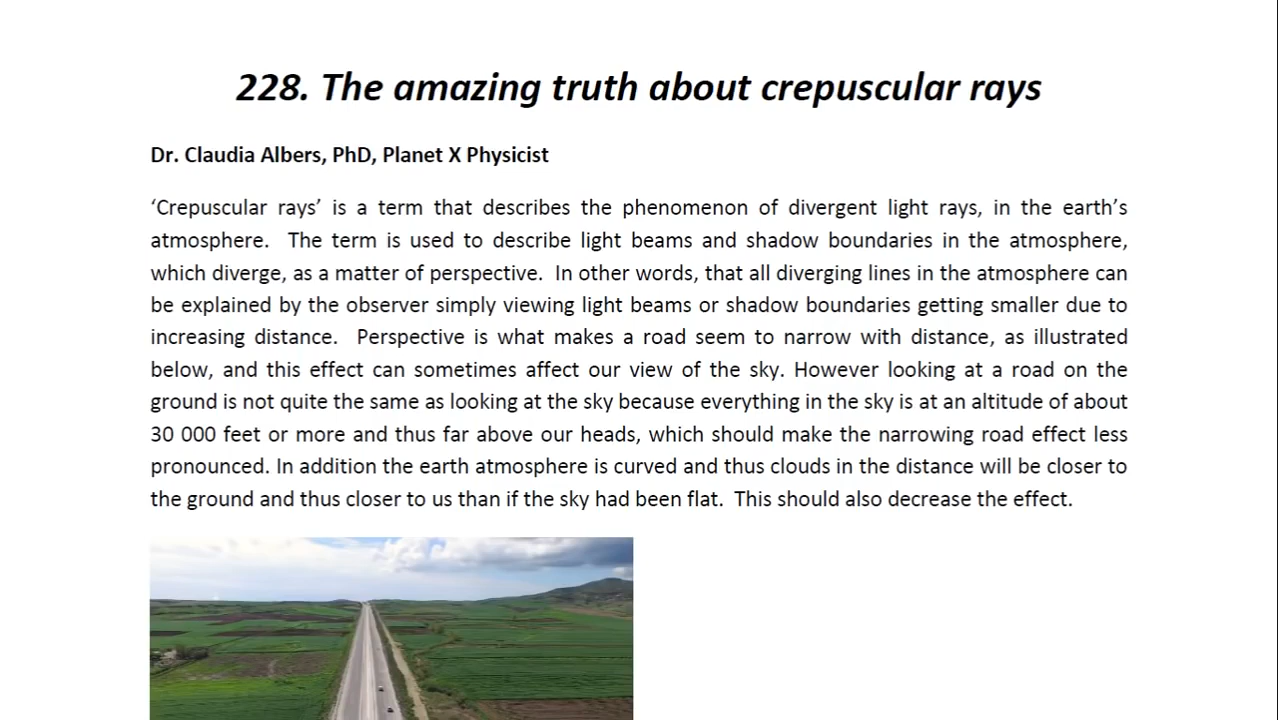 228. The amazing truth about crepuscular rays
Dr. Claudia Albers, PhD, Planet X Physicist
‘Crepuscular rays’ is a term that describes the phenomenon of divergent light rays, in the earth’s
atmosphere.  The term is used to describe light beams and shadow boundaries in the atmosphere,
which diverge, as a matter of perspective.  In other words, that all diverging lines in the atmosphere can
be explained by the observer simply viewing light beams or shadow boundaries getting smaller due to
increasing distance.  Perspective is what makes a road seem to narrow with distance, as illustrated
below, and this effect can sometimes affect our view of the sky. However looking at a road on the
ground is not quite the same as looking at the sky because everything in the sky is at an altitude of about
30 000 feet or more and thus far above our heads, which should make the narrowing road effect less
pronounced. In addition the earth atmosphere is curved and thus clouds in the distance will be closer to
the ground and thus closer to us than if the sky had been flat.  This should also decrease the effect.